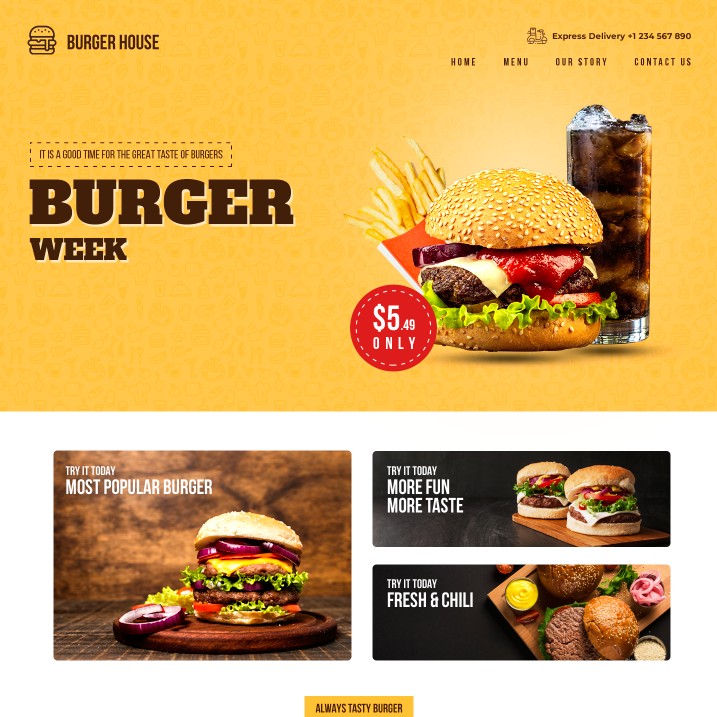 BURGER HOUSE
Express Delivery +1 234 567 890
HOME MENU OUR STORY CONTACT US
IT IS A GOOD TIME FOR THE GREAT TASTE OF BURGERS
BURGER
WEEK
$5.49
ONLY
TRY IT TODAY
MOST POPULAR BURGER
TRY IT TODAY
MORE FUN
MORE TASTE
TRY IT TODAY
FRESH & CHILI
ALWAYS TASTY BURGER